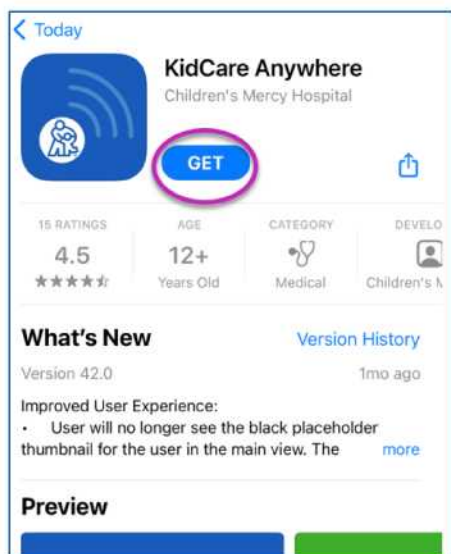 Today
KidCare Anywhere
Children's Mercy Hospital
GET
15 RATINGS
AGE
CATEGORY
DEVELO
4.5
12+
Years Old
Medical
Children's M
What's New
Version History
Version 42.0
1mo ago
Improved User Experience:
· User will no longer see the black placeholder
thumbnail for the user in the main view. The more
Preview